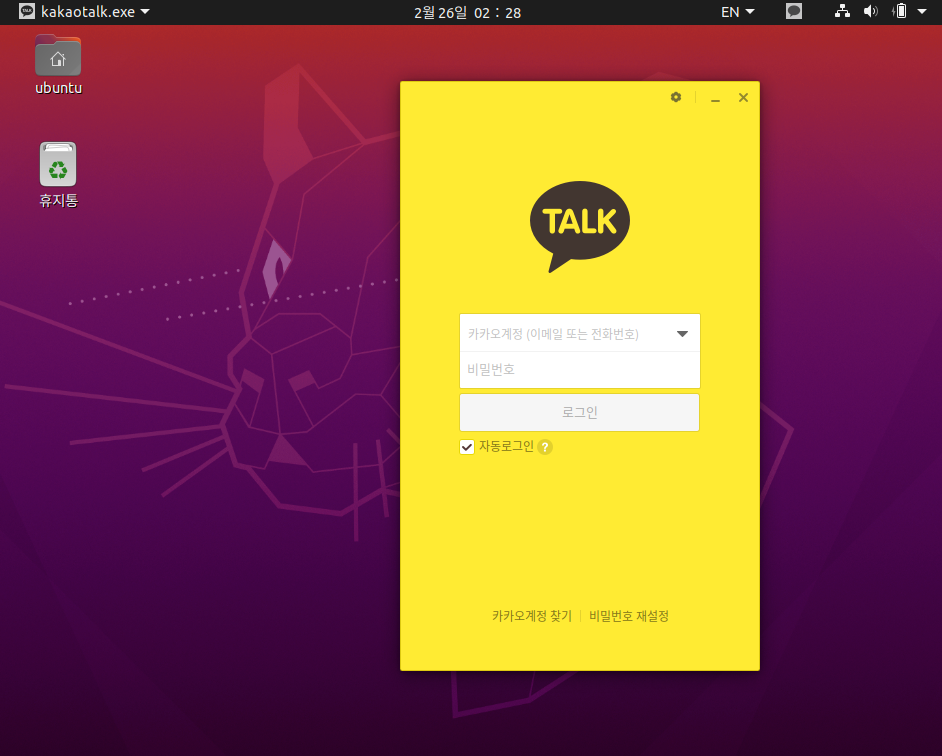 kakaotalk.exe
2월 26일 02 : 28
EN
ubuntu
휴지통
TALK
카카오계정 (이메일 또는 전화번호)
비밀번호
로그인
자동로그인 ?
카카오계정 찾기 | 비밀번호 재설정